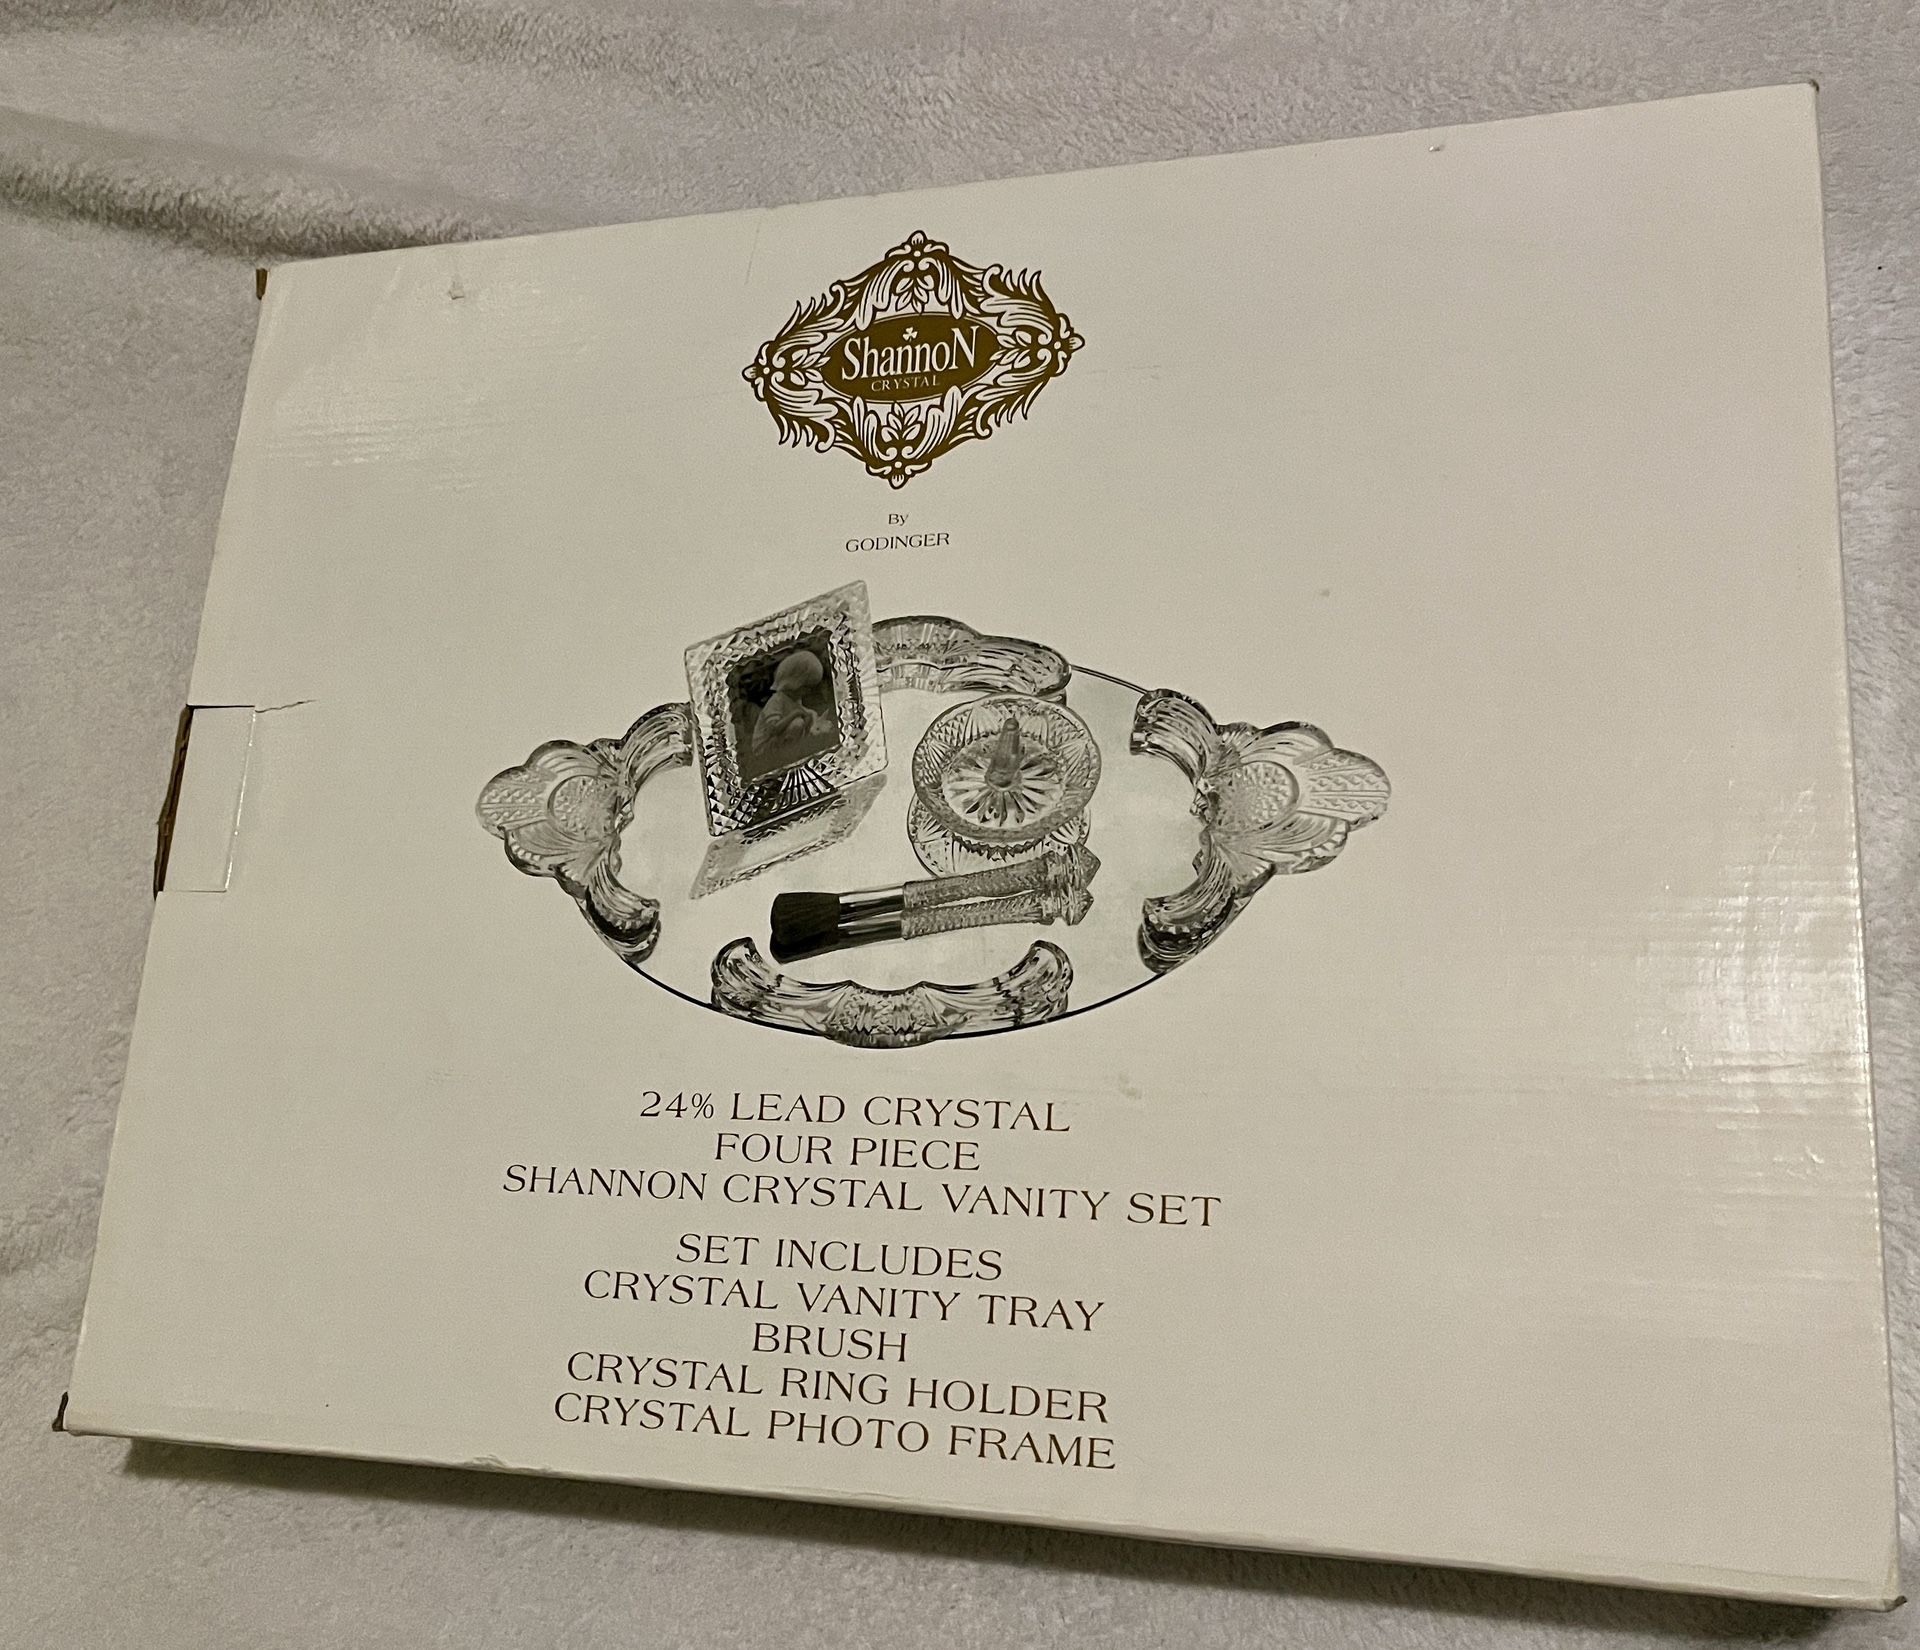 ShannoN
CRYSTAL
By
GODINGER
24% LEAD CRYSTAL
FOUR PIECE
SHANNON CRYSTAL VANITY SET
SET INCLUDES
CRYSTAL VANITY TRAY
BRUSH
CRYSTAL RING HOLDER
CRYSTAL PHOTO FRAME